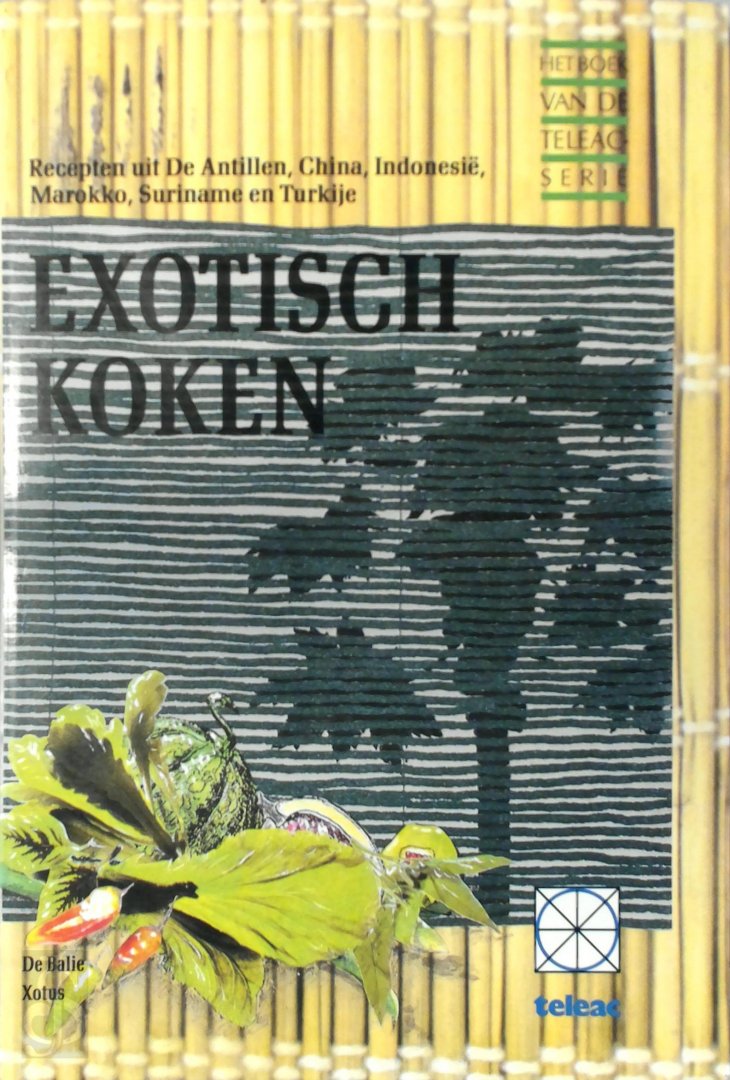 HET BOEK
VAN DE
TELEAC-
SERIE
Recepten uit De Antillen, China, Indonesië,
Marokko, Suriname en Turkije
EXOTISCH
KOKEN
De Balie
Xotus
teleac